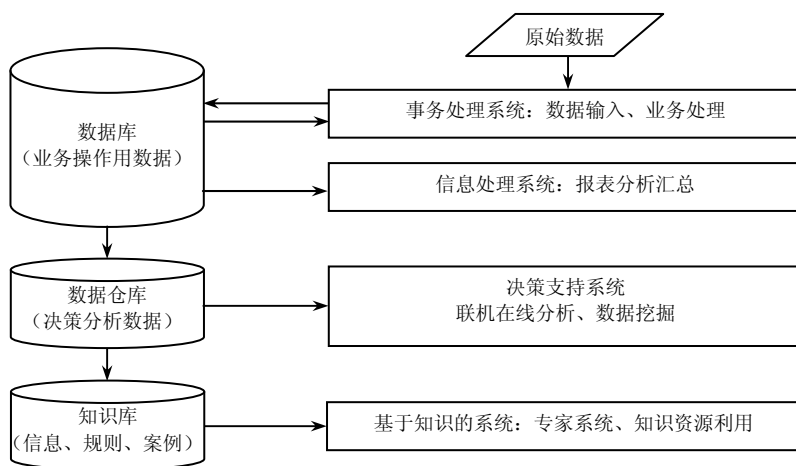 原始数据
事务处理系统：数据输入、业务处理
数据库
（业务操作用数据）
信息处理系统：报表分析汇总
数据仓库
（决策分析数据）
决策支持系统
联机在线分析、数据挖掘
知识库
（信息、规则、案例）
基于知识的系统：专家系统、知识资源利用